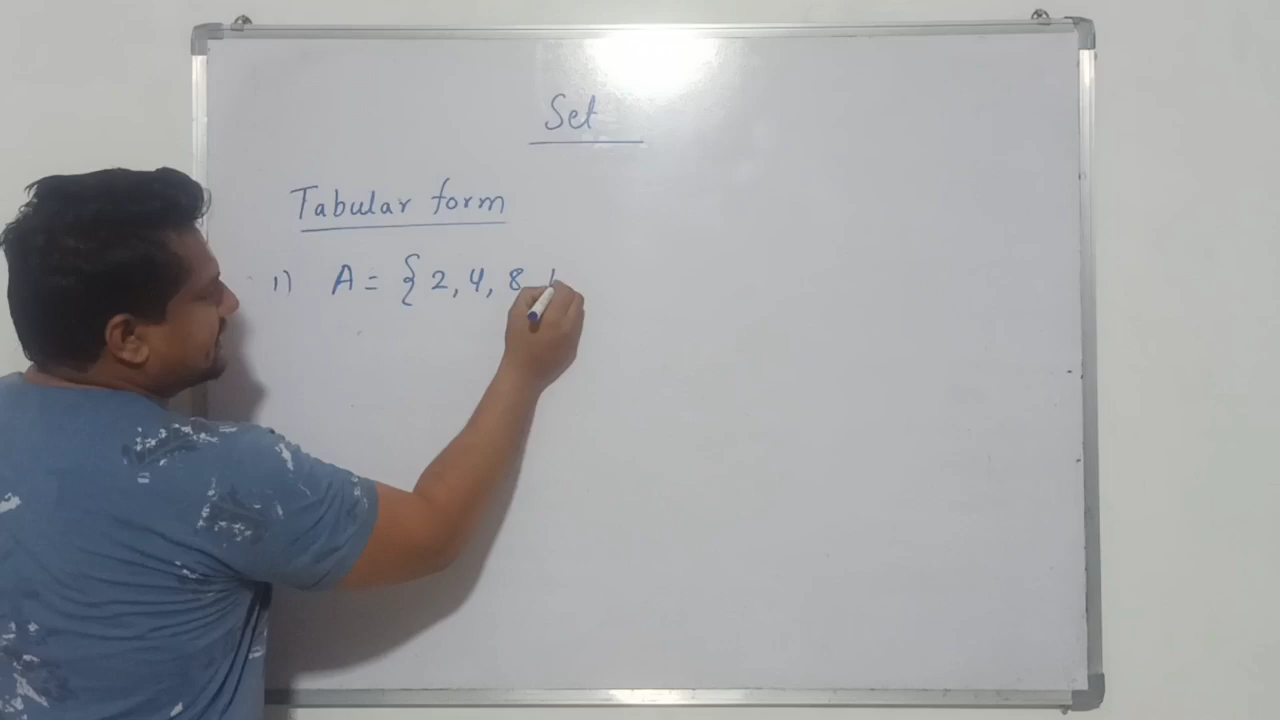 Set
Tabular form
1) A = { 2, 4, 8